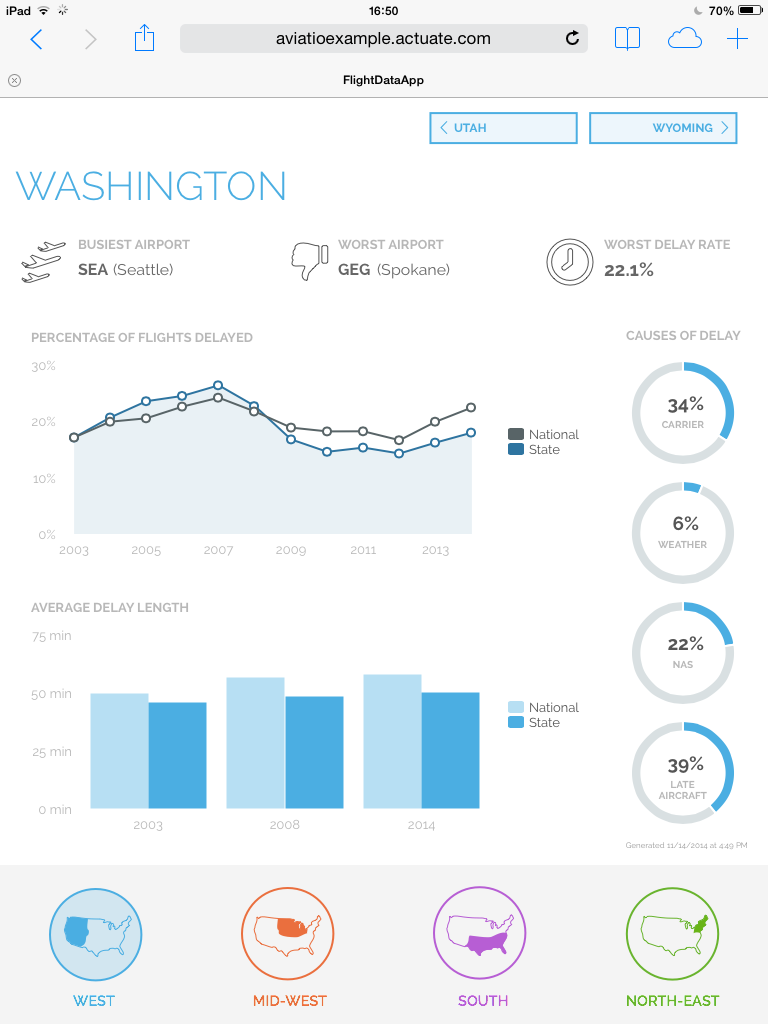 iPad 16:50 70%
aviatioexample.actuate.com
FlightDataApp
UTAH WYOMING
WASHINGTON
BUSIEST AIRPORT
SEA (Seattle)
WORST AIRPORT
GEG (Spokane)
WORST DELAY RATE
22.1%
PERCENTAGE OF FLIGHTS DELAYED
30%
20%
10%
0%
2003 2005 2007 2009 2011 2013
National
State
AVERAGE DELAY LENGTH
75 min
50 min
25 min
0 min
2003 2008 2014
National
State
CAUSES OF DELAY
34%
CARRIER
6%
WEATHER
22%
NAS
39%
LATE
AIRCRAFT
Generated 11/14/2014 at 4:49 PM
WEST MID-WEST SOUTH NORTH-EAST